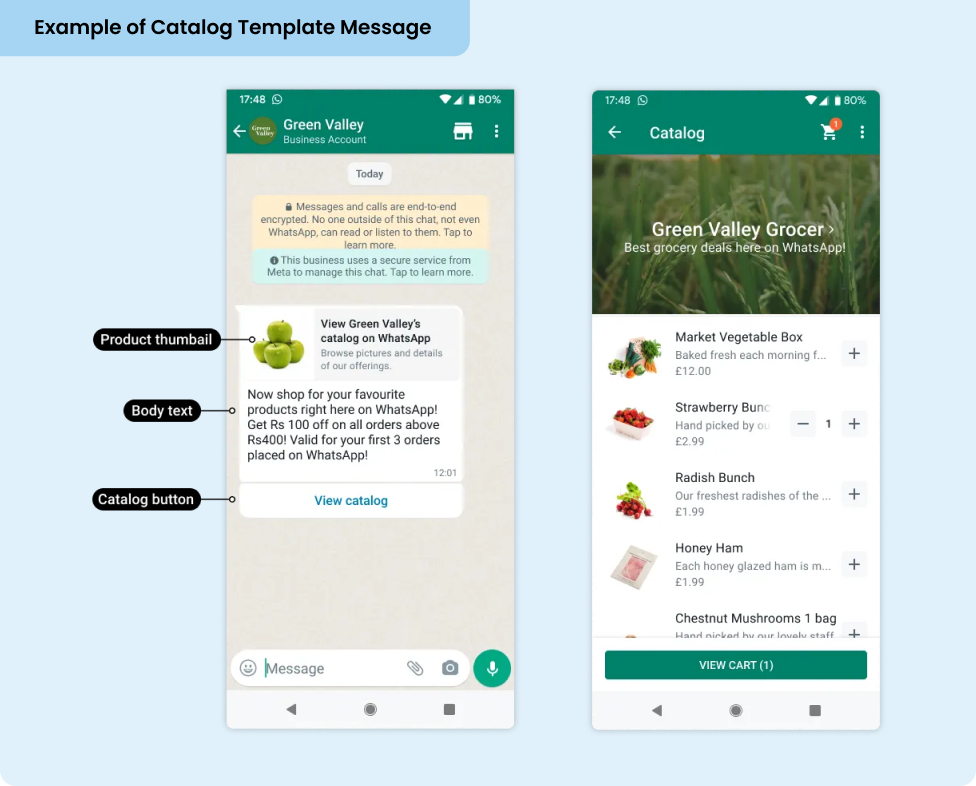 Example of Catalog Template Message
17:48
80%
Green Valley
Green Valley
Business Account
Today
Messages and calls are end-to-end
encrypted. No one outside of this chat, not even
WhatsApp, can read or listen to them. Tap to
learn more.
This business uses a secure service from
Meta to manage this chat. Tap to learn more.
Product thumbail
View Green Valley's
catalog on WhatsApp
Browse pictures and details
of our offerings.
Body text
Now shop for your favourite
products right here on WhatsApp!
Get Rs 100 off on all orders above
Rs400! Valid for your first 3 orders
placed on WhatsApp!
12:01
Catalog button
View catalog
Message
17:48
80%
Catalog
1
Green Valley Grocer ›
Best grocery deals here on WhatsApp!
Market Vegetable Box
Baked fresh each morning f...
£12.00
Strawberry Bunc
Hand picked by ou
£2.99
1
Radish Bunch
Our freshest radishes of the ...
£1.99
Honey Ham
Each honey glazed ham is m...
£1.99
Chestnut Mushrooms 1 bag
Hand picked by our lovely staff
VIEW CART (1)